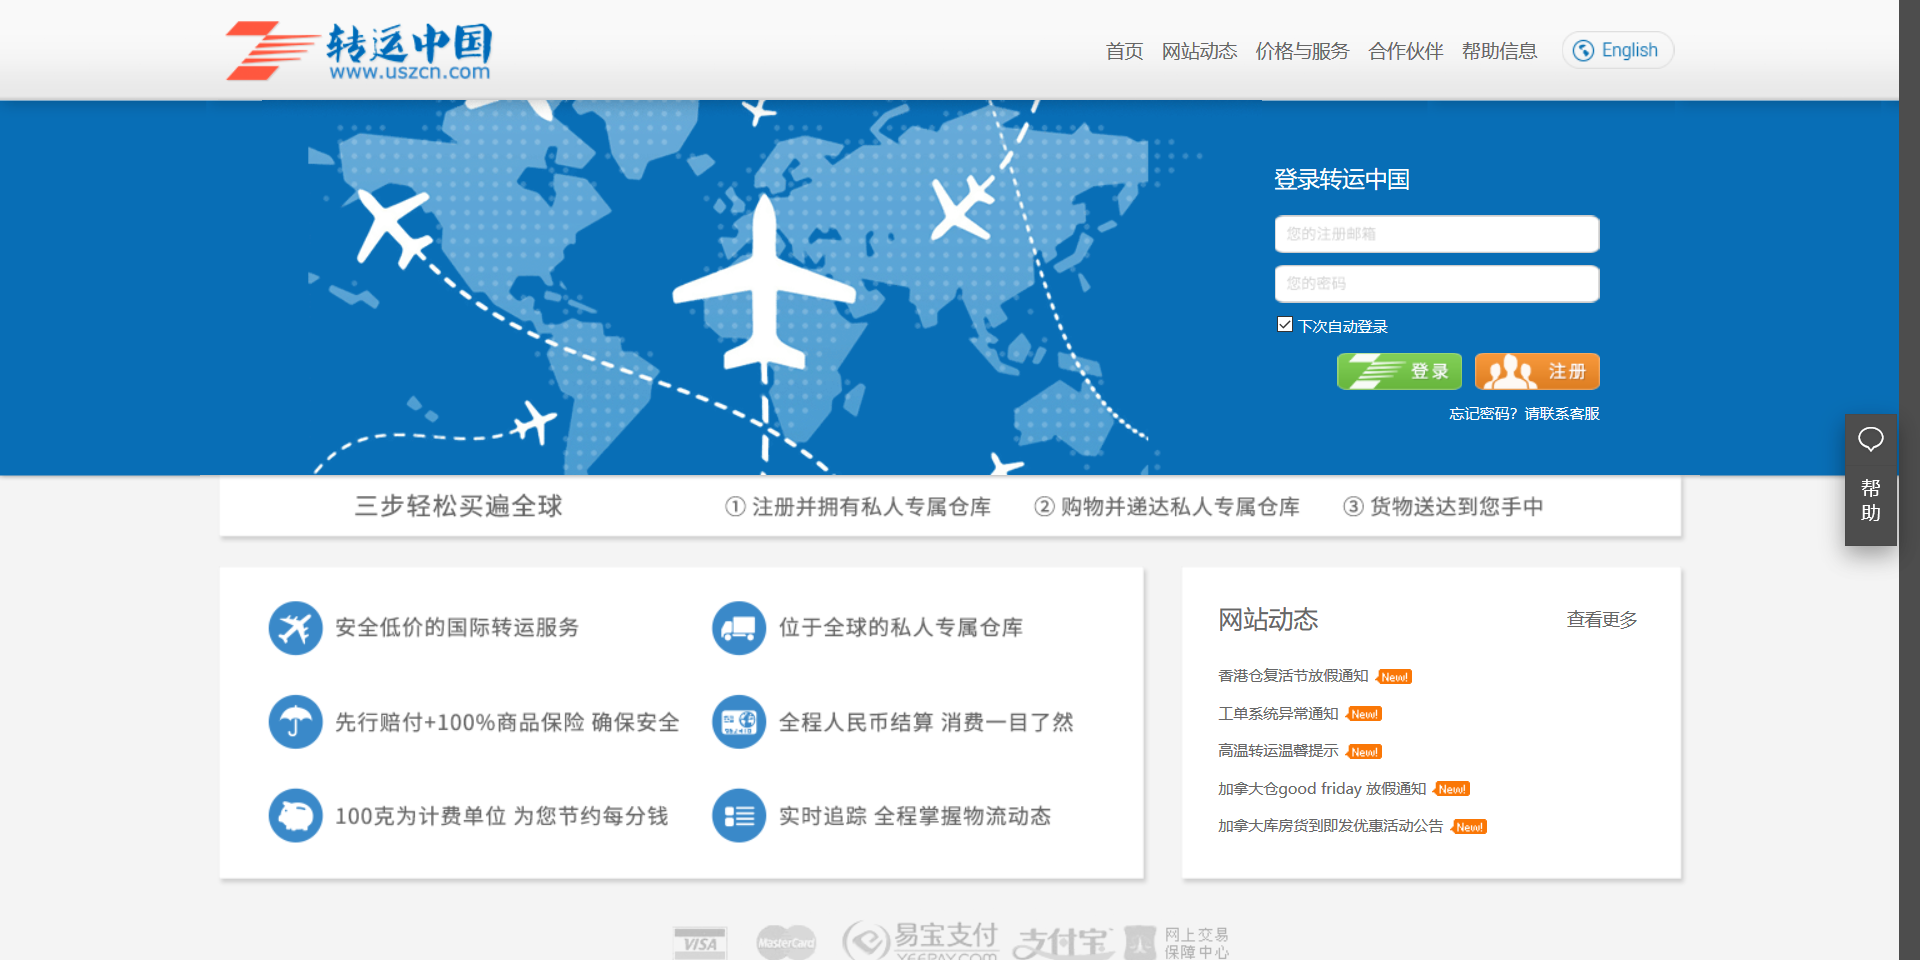 转运中国
www.uszcn.com
首页 网站动态 价格与服务 合作伙伴 帮助信息 English
登录转运中国
您的注册邮箱
您的密码
下次自动登录
登录 注册
忘记密码？请联系客服
帮助
三步轻松买遍全球 ① 注册并拥有私人专属仓库 ② 购物并递达私人专属仓库 ③ 货物送达到您手中
安全低价的国际转运服务 位于全球的私人专属仓库
先行赔付+100%商品保险 确保安全 全程人民币结算 消费一目了然
100克为计费单位 为您节约每分钱 实时追踪 全程掌握物流动态
网站动态 查看更多
香港仓复活节放假通知 New!
工单系统异常通知 New!
高温转运温馨提示 New!
加拿大仓good friday 放假通知 New!
加拿大库房货到即发优惠活动公告 New!
VISA MasterCard 易宝支付 YEEPAY.COM 支付宝 网上交易
保障中心